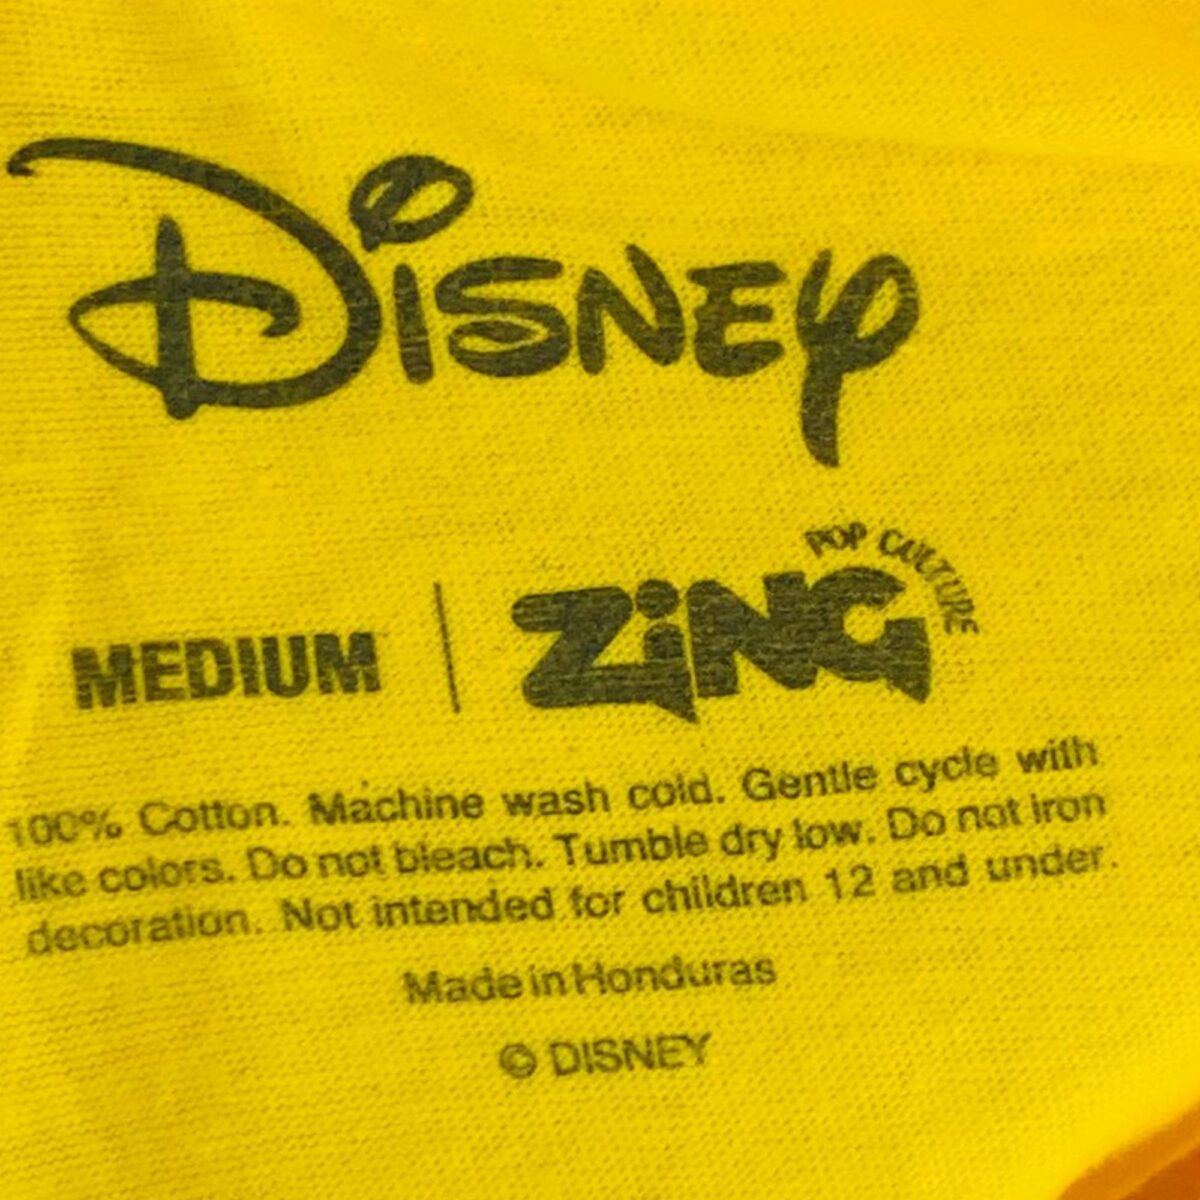 Disney
MEDIUM | ZiNG POP CULTURE
100% Cotton. Machine wash cold. Gentle cycle with
like colors. Do not bleach. Tumble dry low. Do not iron
decoration. Not intended for children 12 and under.
Made in Honduras
© DISNEY